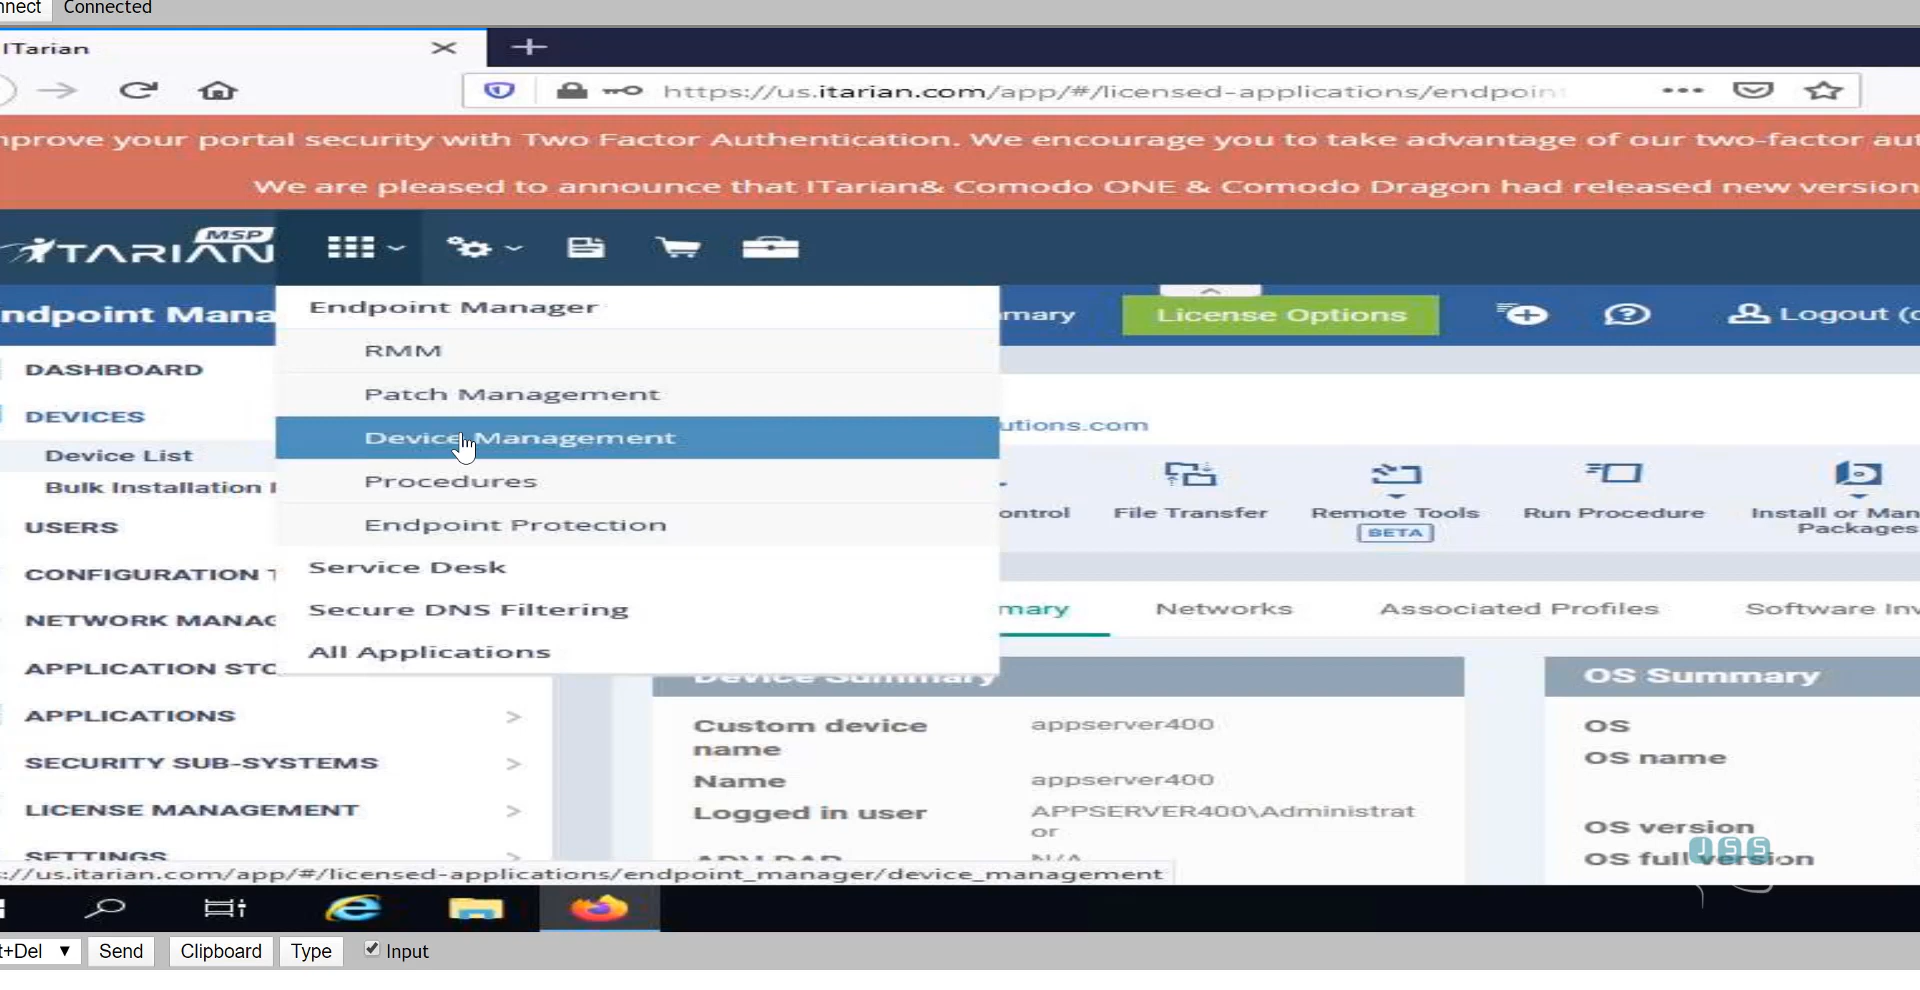 nnect Connected
ITarian
https://us.itarian.com/app/#/licensed-applications/endpoin
mprove your portal security with Two Factor Authentication. We encourage you to take advantage of our two-factor aut
We are pleased to announce that ITarian& Comodo ONE & Comodo Dragon had released new version
ITARIAN MSP
ndpoint Mana
Endpoint Manager
mary
License Options
Logout (
RMM
Patch Management
Device Management
Procedures
Endpoint Protection
Service Desk
Secure DNS Filtering
All Applications
DASHBOARD
DEVICES
Device List
Bulk Installation
USERS
CONFIGURATION T
NETWORK MANAG
APPLICATION STO
APPLICATIONS
SECURITY SUB-SYSTEMS
LICENSE MANAGEMENT
SETTINGS
utions.com
ontrol
File Transfer
Remote Tools
BETA
Run Procedure
Install or Man
Packages
mary
Networks
Associated Profiles
Software Inv
Device Summary
Custom device
name
appserver400
Name appserver400
Logged in user APPSERVER400\Administrat
or
N/A
OS Summary
OS
OS name
OS version
OS full version
JSS
://us.itarian.com/app/#/licensed-applications/endpoint_manager/device_management
t+Del Send Clipboard Type Input